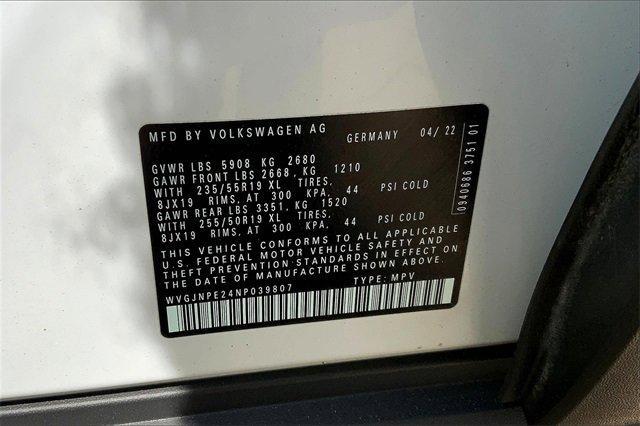 MFD BY VOLKSWAGEN AG GERMANY 04/22
GVWR LBS 5908 KG 2680
GAWR FRONT LBS 2668, KG 1210
WITH 235/55R19 XL TIRES.
8JX19 RIMS, AT 300 KPA, 44 PSI COLD
GAWR REAR LBS 3351, KG 1520
WITH 255/50R19 XL TIRES.
8JX19 RIMS, AT 300 KPA, 44 PSI COLD
THIS VEHICLE CONFORMS TO ALL APPLICABLE
U.S. FEDERAL MOTOR VEHICLE SAFETY AND
THEFT PREVENTION STANDARDS IN EFFECT ON
THE DATE OF MANUFACTURE SHOWN ABOVE.
WVGJNPE24NP039807 TYPE: MPV
0940686 3751 01